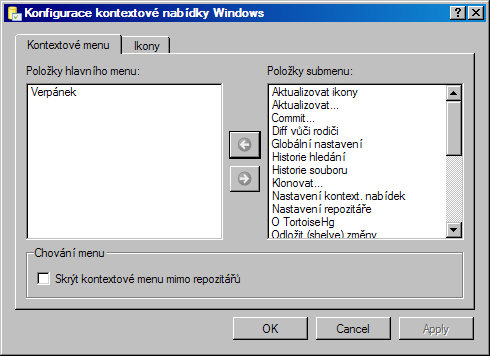 Konfigurace kontextové nabídky Windows
Kontextové menu
Ikony
Položky hlavního menu:
Verpánek
Položky submenu:
Aktualizovat ikony
Aktualizovat...
Commit...
Diff vůči rodiči
Globální nastavení
Historie hledání
Historie souboru
Klonovat...
Nastavení kontext. nabídek
Nastavení repozitáře
O TortoiseHg
Odložit (shelve) změny
Chování menu
Skrýt kontextové menu mimo repozitářů
OK
Cancel
Apply